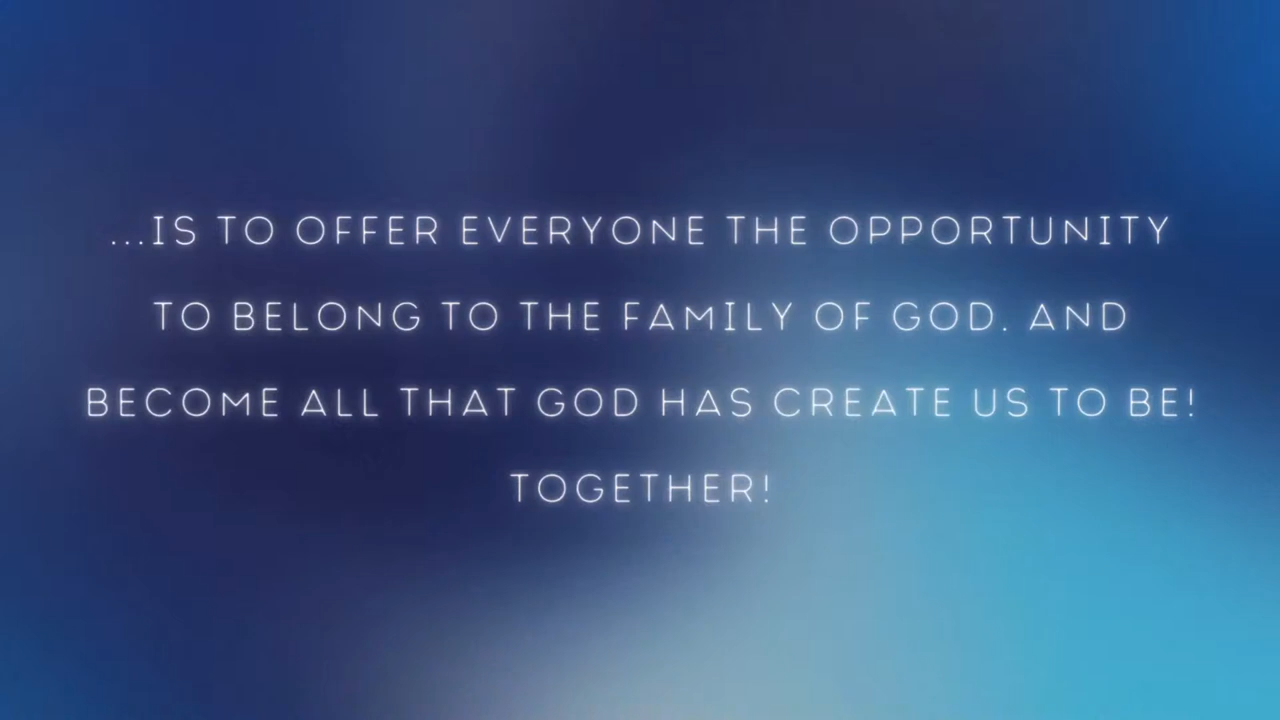 ...IS TO OFFER EVERYONE THE OPPORTUNITY
TO BELONG TO THE FAMILY OF GOD. AND
BECOME ALL THAT GOD HAS CREATE US TO BE!
TOGETHER!